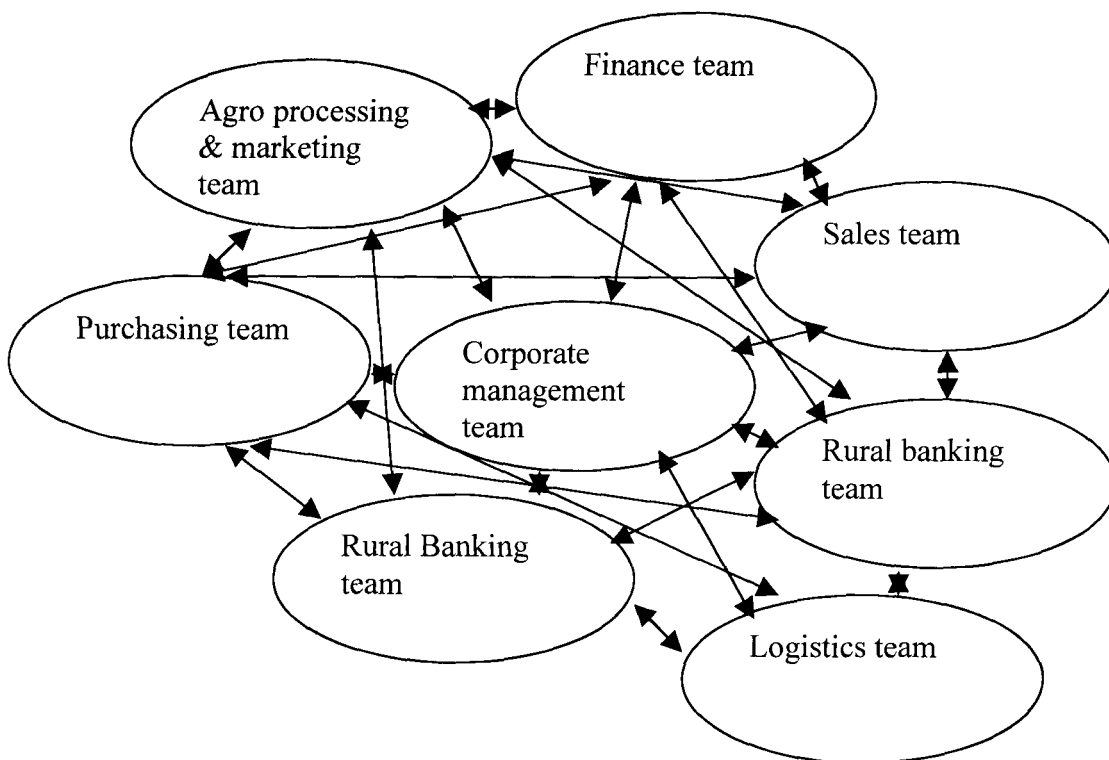 Finance team
Agro processing
& marketing
team
Sales team
Purchasing team
Corporate
management
team
Rural banking
team
Rural Banking
team
Logistics team